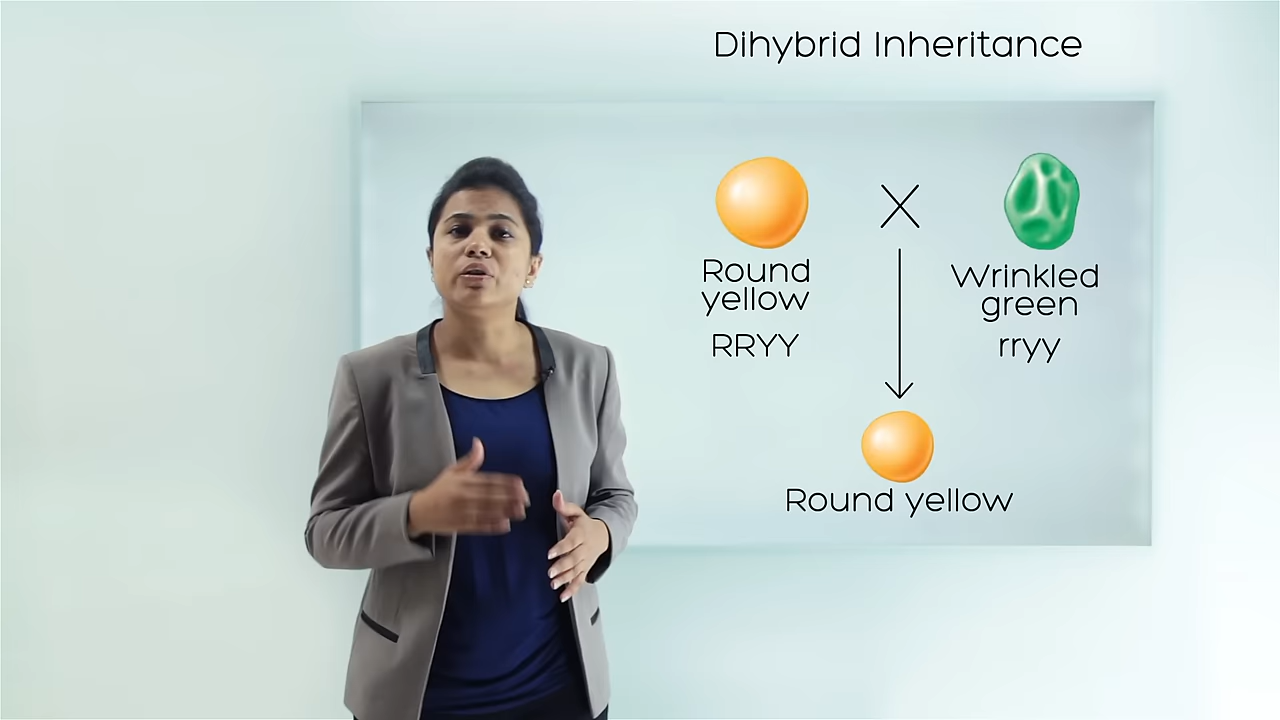 Dihybrid Inheritance
Round
yellow
RRYY
Wrinkled
green
rryy
Round yellow